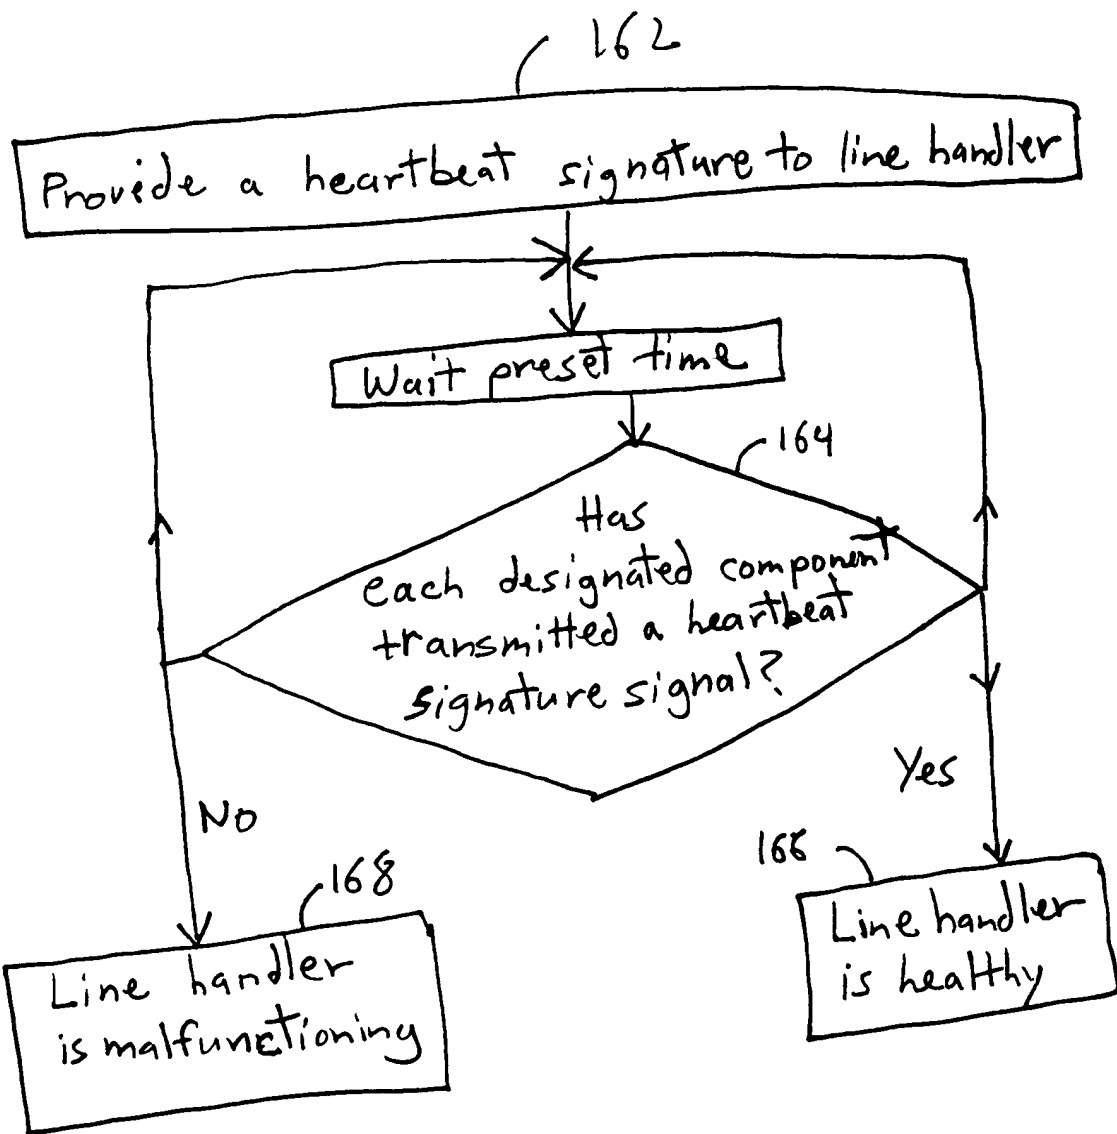 162
Provide a heartbeat signature to line handler
Wait preset time
164
Has
each designated component
transmitted a heartbeat
signature signal?
Yes
No
166
168
Line handler
is healthy
Line handler
is malfunctioning